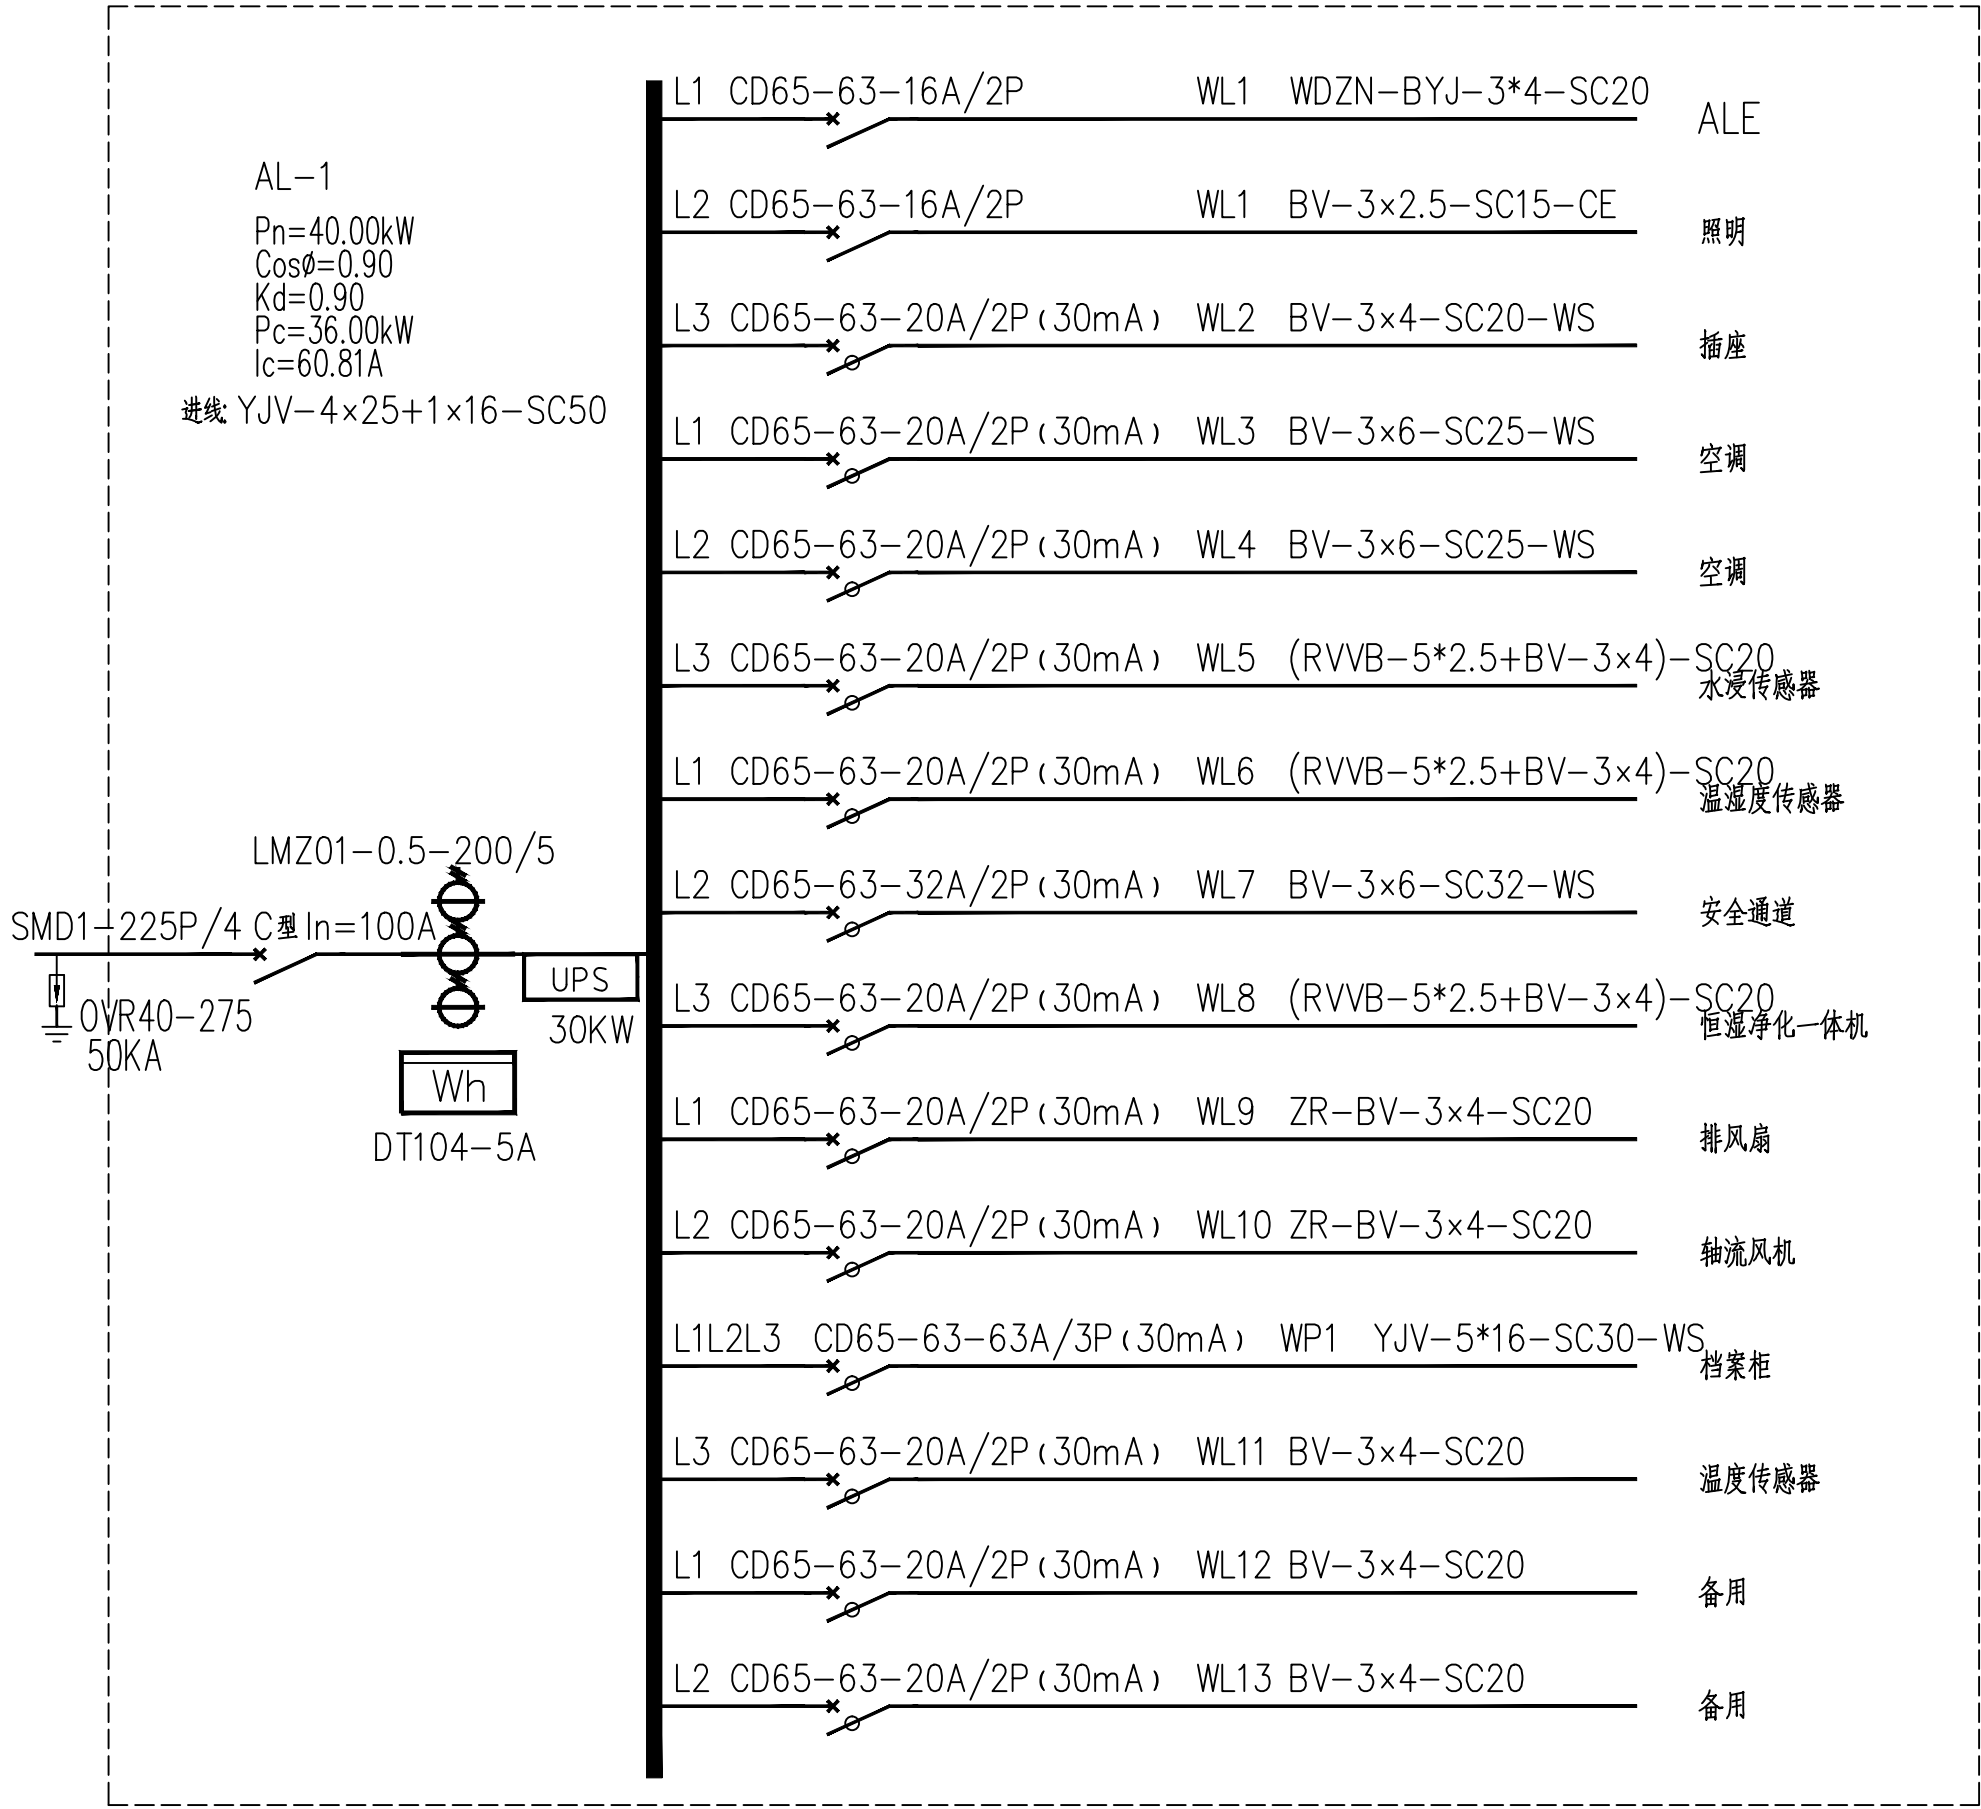 AL-1
Pn=40.00kW
CosØ=0.90
Kd=0.90
Pc=36.00kW
Ic=60.81A
进线: YJV-4×25+1×16-SC50
LMZ01-0.5-200/5
SMD1-225P/4 C型In=100A
UPS
30KW
OVR40-275
50KA
Wh
DT104-5A
L1 CD65-63-16A/2P WL1 WDZN-BYJ-3*4-SC20
ALE
L2 CD65-63-16A/2P WL1 BV-3×2.5-SC15-CE
照明
L3 CD65-63-20A/2P(30mA) WL2 BV-3×4-SC20-WS
插座
L1 CD65-63-20A/2P(30mA) WL3 BV-3×6-SC25-WS
空调
L2 CD65-63-20A/2P(30mA) WL4 BV-3×6-SC25-WS
空调
L3 CD65-63-20A/2P(30mA) WL5 (RVVB-5*2.5+BV-3×4)-SC20
水浸传感器
L1 CD65-63-20A/2P(30mA) WL6 (RVVB-5*2.5+BV-3×4)-SC20
温湿度传感器
L2 CD65-63-32A/2P(30mA) WL7 BV-3×6-SC32-WS
安全通道
L3 CD65-63-20A/2P(30mA) WL8 (RVVB-5*2.5+BV-3×4)-SC20
恒湿净化一体机
L1 CD65-63-20A/2P(30mA) WL9 ZR-BV-3×4-SC20
排风扇
L2 CD65-63-20A/2P(30mA) WL10 ZR-BV-3×4-SC20
轴流风机
L1L2L3 CD65-63-63A/3P(30mA) WP1 YJV-5*16-SC30-WS
档案柜
L3 CD65-63-20A/2P(30mA) WL11 BV-3×4-SC20
温度传感器
L1 CD65-63-20A/2P(30mA) WL12 BV-3×4-SC20
备用
L2 CD65-63-20A/2P(30mA) WL13 BV-3×4-SC20
备用